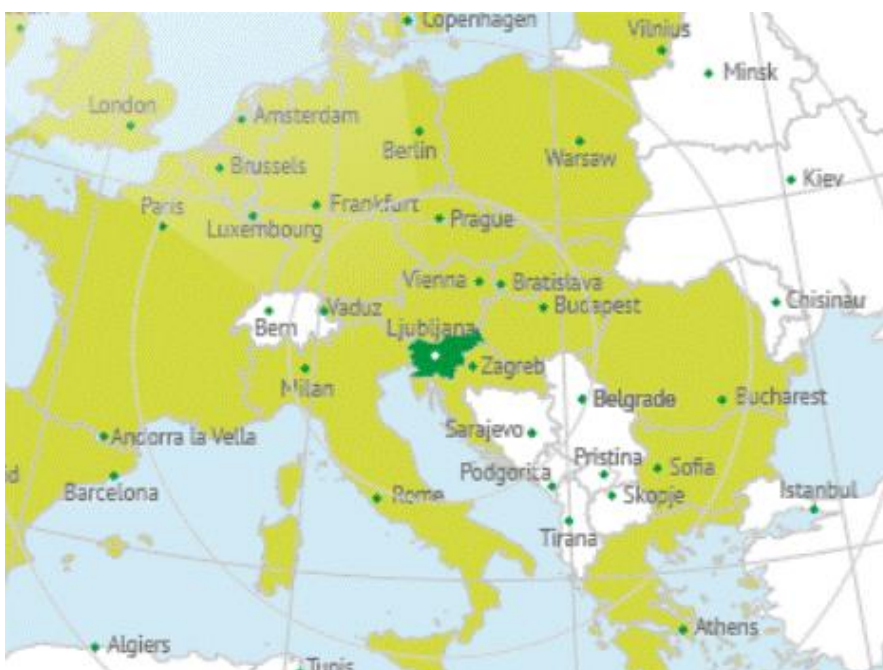 Copenhagen
Vilnius
Minsk
London
Amsterdam
Berlin
Warsaw
Brussels
Kiev
Paris
Frankfurt
Luxembourg
Prague
Vienna
Bratislava
Budapest
Chisinau
Bern
Vaduz
Ljubljana
Zagreb
Milan
Belgrade
Bucharest
Andorra la Vella
Sarajevo
Podgorica
Pristina
Sofia
id
Barcelona
Rome
Skopje
Istanbul
Tirana
Athens
Algiers
Tunis